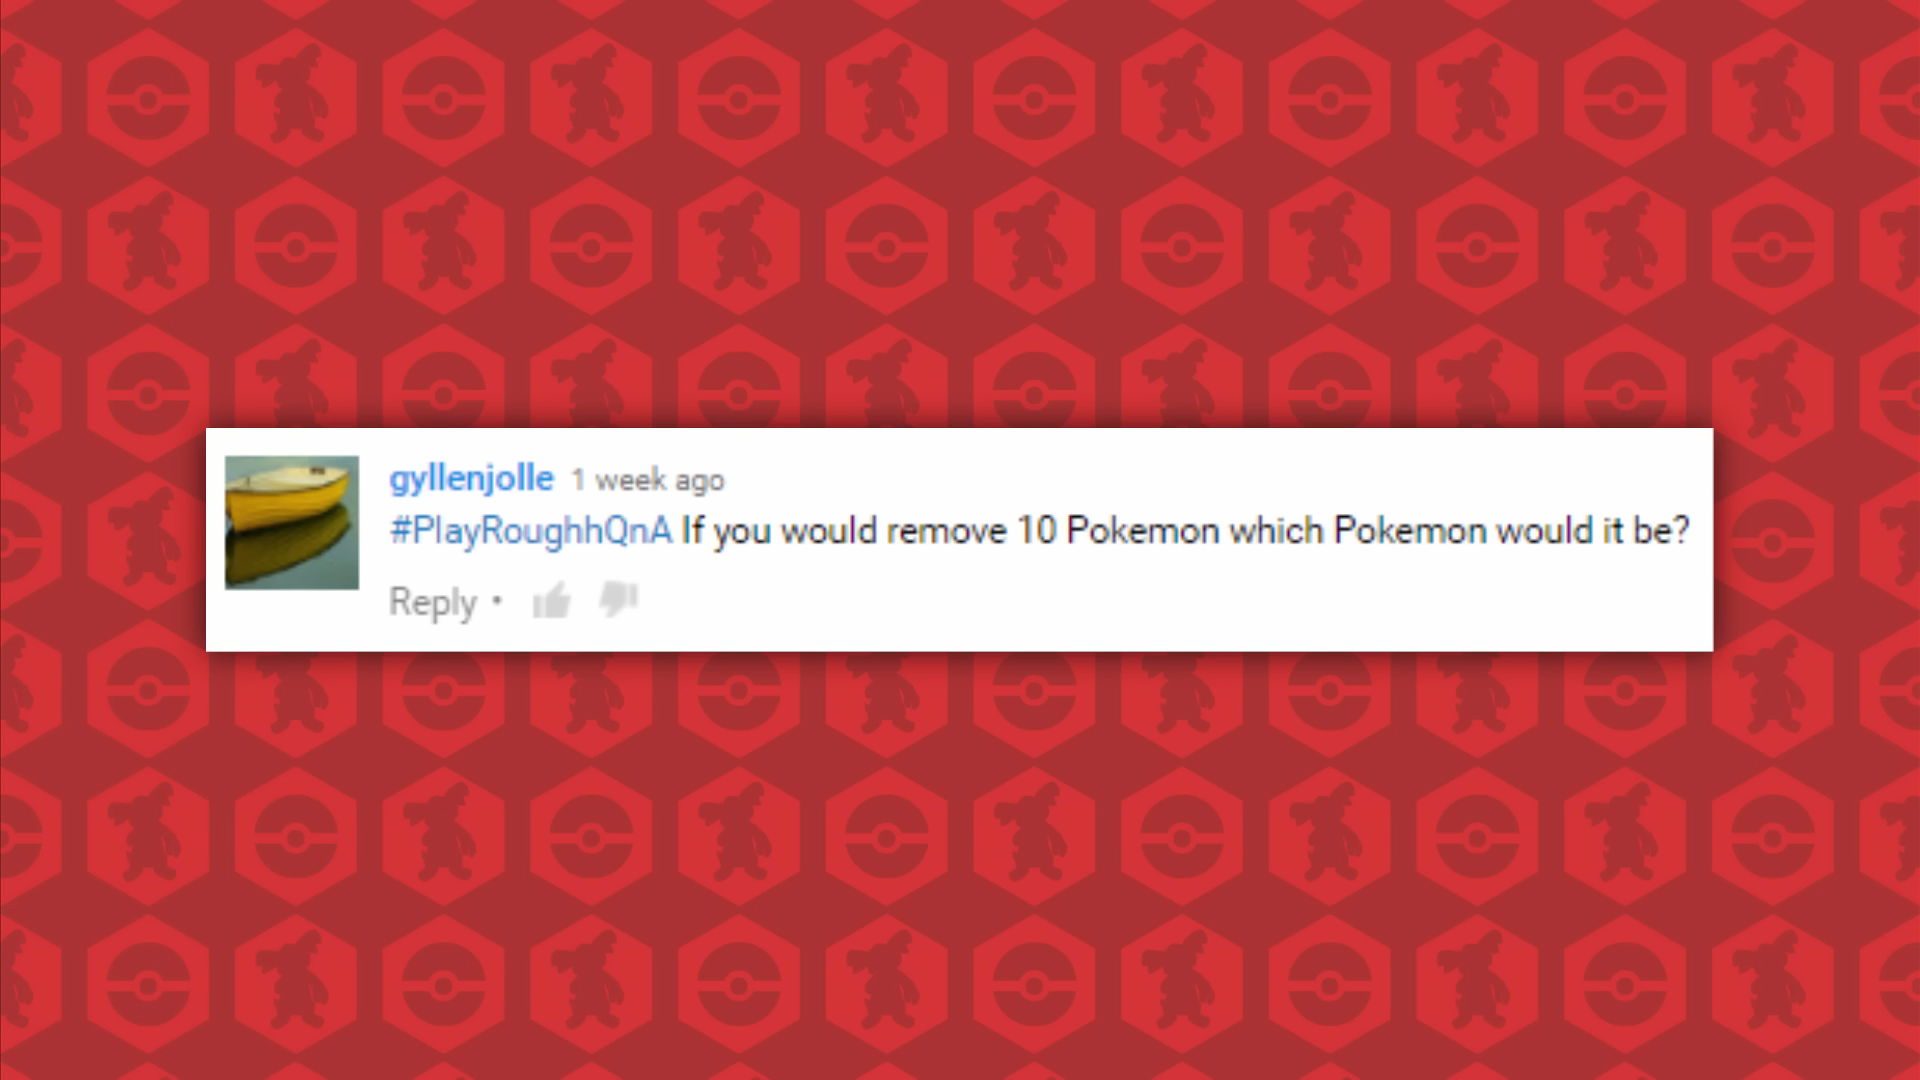 gyllenjolle 1 week ago
#PlayRoughhQnA If you would remove 10 Pokemon which Pokemon would it be?
Reply •